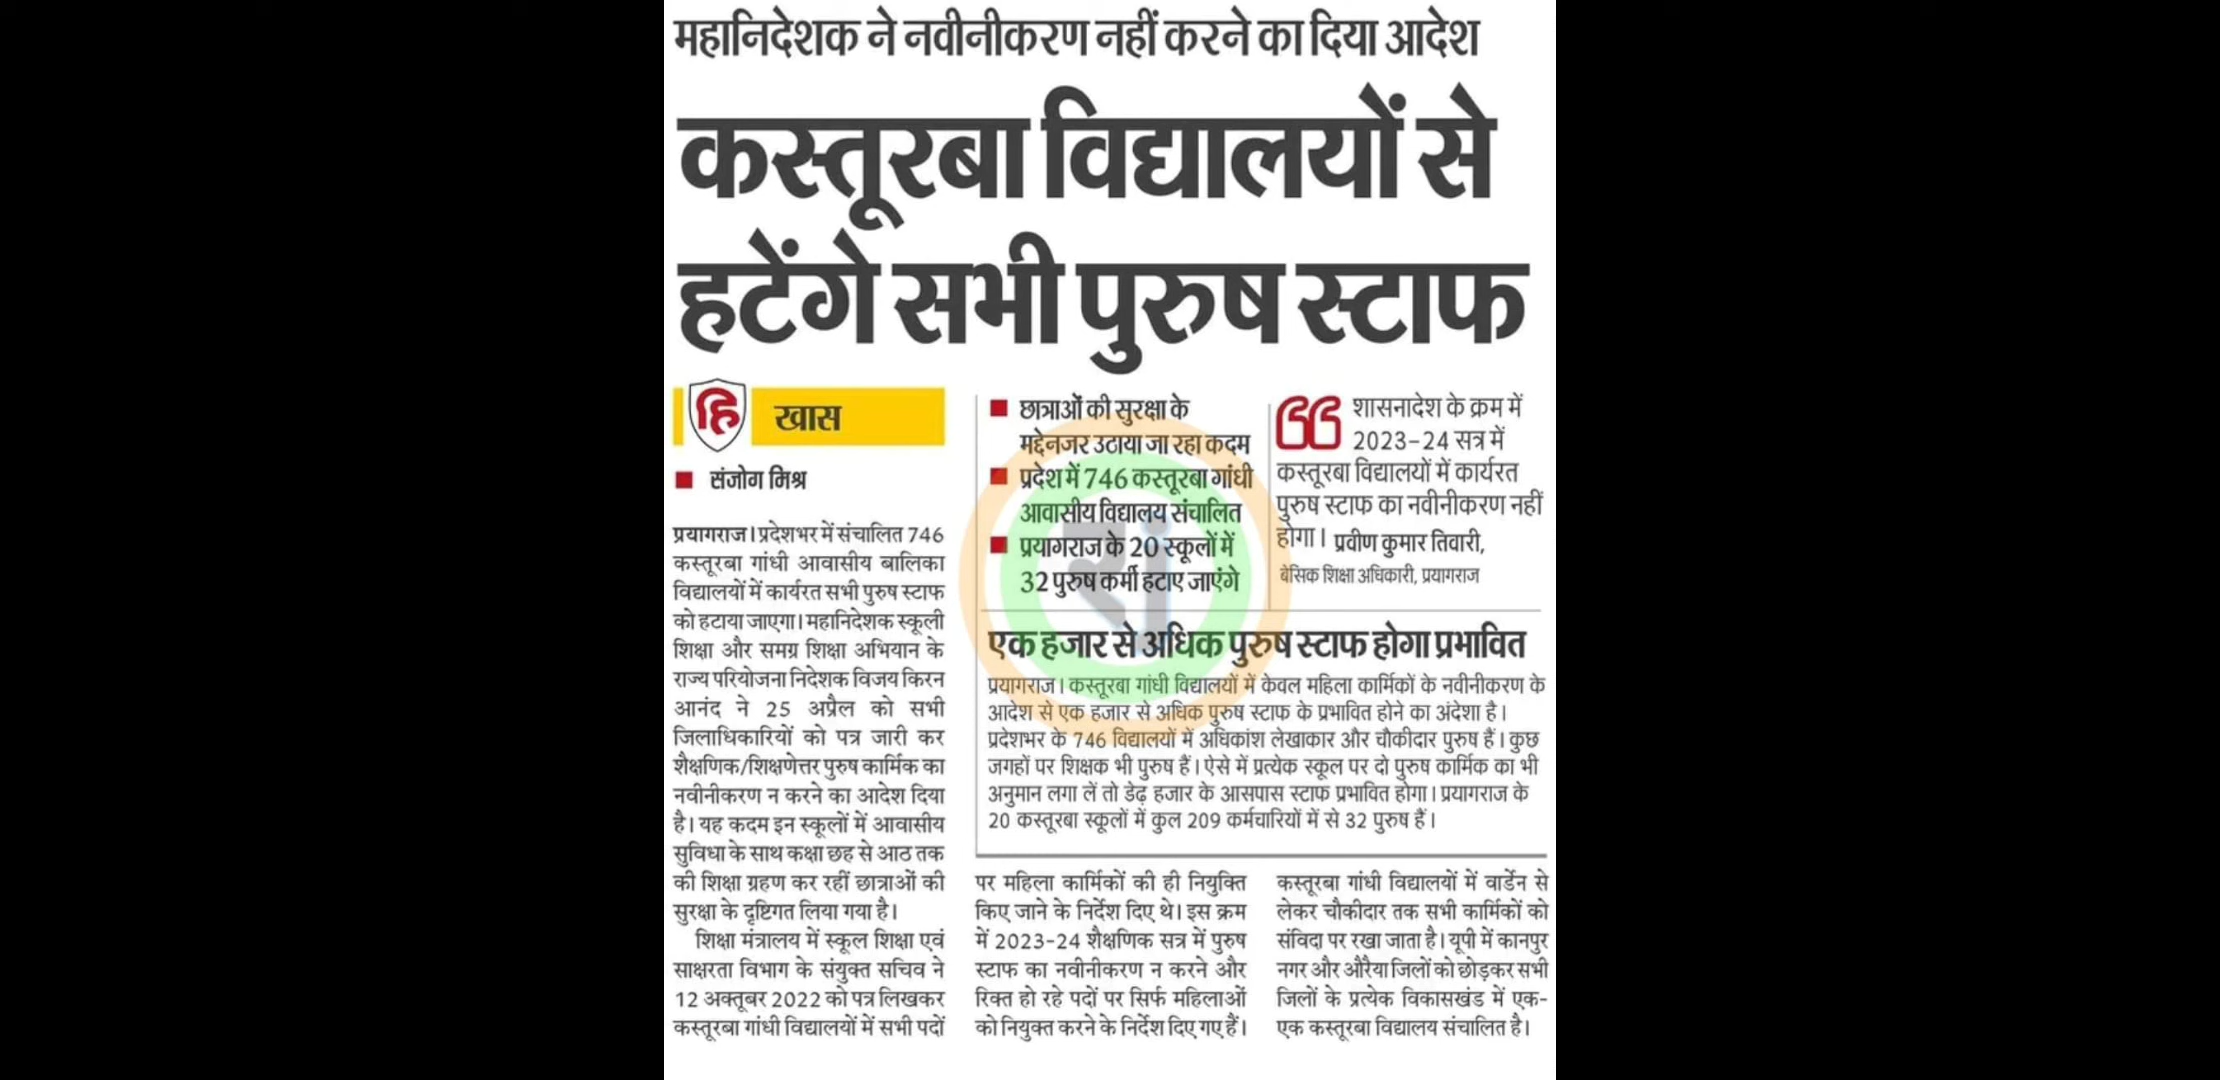 महानिदेशक ने नवीनीकरण नहीं करने का दिया आदेश
कस्तूरबा विद्यालयों से
हटेंगे सभी पुरुष स्टाफ
हि खास
■ संजोग मिश्र
प्रयागराज। प्रदेशभर में संचालित 746
कस्तूरबा गांधी आवासीय बालिका
विद्यालयों में कार्यरत सभी पुरुष स्टाफ
को हटाया जाएगा। महानिदेशक स्कूली
शिक्षा और समग्र शिक्षा अभियान के
राज्य परियोजना निदेशक विजय किरन
आनंद ने 25 अप्रैल को सभी
जिलाधिकारियों को पत्र जारी कर
शैक्षणिक/शिक्षणेत्तर पुरुष कार्मिक का
नवीनीकरण न करने का आदेश दिया
है। यह कदम इन स्कूलों में आवासीय
सुविधा के साथ कक्षा छह से आठ तक
की शिक्षा ग्रहण कर रहीं छात्राओं की
सुरक्षा के दृष्टिगत लिया गया है।
शिक्षा मंत्रालय में स्कूल शिक्षा एवं
साक्षरता विभाग के संयुक्त सचिव ने
12 अक्तूबर 2022 को पत्र लिखकर
कस्तूरबा गांधी विद्यालयों में सभी पदों
■ छात्राओं की सुरक्षा के
मद्देनजर उठाया जा रहा कदम
■ प्रदेश में 746 कस्तूरबा गांधी
आवासीय विद्यालय संचालित
■ प्रयागराज के 20 स्कूलों में
32 पुरुष कर्मी हटाए जाएंगे
शासनादेश के क्रम में
2023-24 सत्र में
कस्तूरबा विद्यालयों में कार्यरत
पुरुष स्टाफ का नवीनीकरण नहीं
होगा। प्रवीण कुमार तिवारी,
बेसिक शिक्षा अधिकारी, प्रयागराज
एक हजार से अधिक पुरुष स्टाफ होगा प्रभावित
प्रयागराज। कस्तूरबा गांधी विद्यालयों में केवल महिला कार्मिकों के नवीनीकरण के
आदेश से एक हजार से अधिक पुरुष स्टाफ के प्रभावित होने का अंदेशा है।
प्रदेशभर के 746 विद्यालयों में अधिकांश लेखाकार और चौकीदार पुरुष हैं। कुछ
जगहों पर शिक्षक भी पुरुष हैं। ऐसे में प्रत्येक स्कूल पर दो पुरुष कार्मिक का भी
अनुमान लगा लें तो डेढ़ हजार के आसपास स्टाफ प्रभावित होगा। प्रयागराज के
20 कस्तूरबा स्कूलों में कुल 209 कर्मचारियों में से 32 पुरुष हैं।
पर महिला कार्मिकों की ही नियुक्ति
किए जाने के निर्देश दिए थे। इस क्रम
में 2023-24 शैक्षणिक सत्र में पुरुष
स्टाफ का नवीनीकरण न करने और
रिक्त हो रहे पदों पर सिर्फ महिलाओं
को नियुक्त करने के निर्देश दिए गए हैं।
कस्तूरबा गांधी विद्यालयों में वार्डेन से
लेकर चौकीदार तक सभी कार्मिकों को
संविदा पर रखा जाता है। यूपी में कानपुर
नगर और औरैया जिलों को छोड़कर सभी
जिलों के प्रत्येक विकासखंड में एक-
एक कस्तूरबा विद्यालय संचालित है।